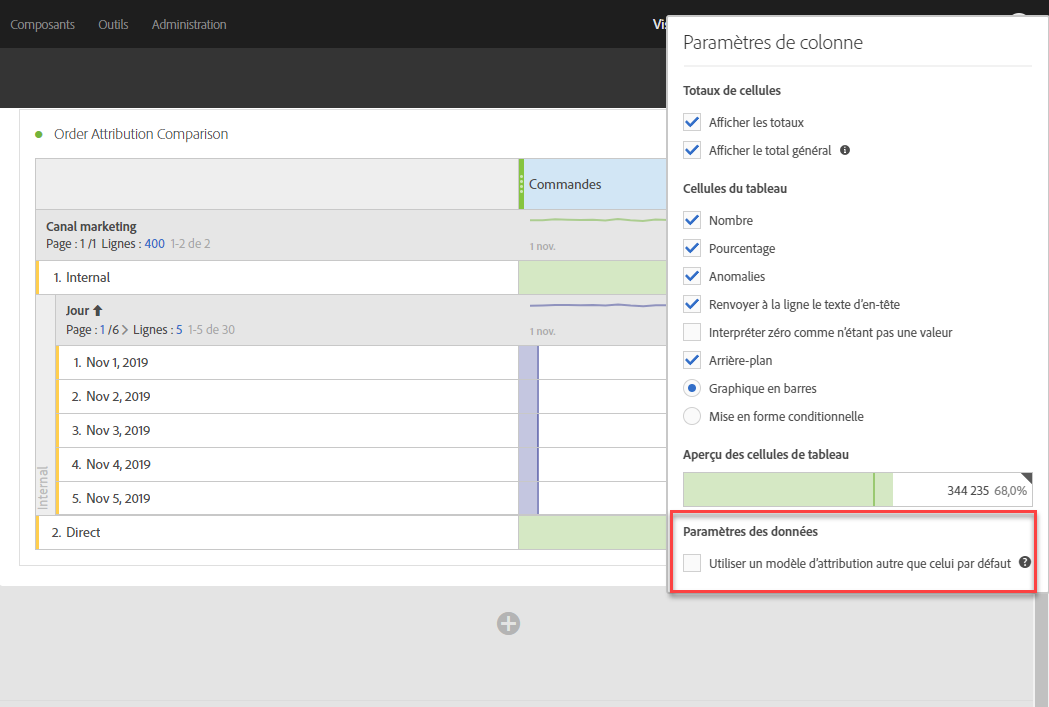 Composants Outils Administration
Order Attribution Comparison
Commandes
Canal marketing
Page : 1 /1 Lignes : 400 1-2 de 2
1 nov.
1. Internal
Jour
Page : 1 /6 > Lignes : 5 1-5 de 30
1 nov.
1. Nov 1, 2019
2. Nov 2, 2019
3. Nov 3, 2019
4. Nov 4, 2019
5. Nov 5, 2019
Internal
2. Direct
Paramètres de colonne
Totaux de cellules
Afficher les totaux
Afficher le total général
Cellules du tableau
Nombre
Pourcentage
Anomalies
Renvoyer à la ligne le texte d’en-tête
Interpréter zéro comme n’étant pas une valeur
Arrière-plan
Graphique en barres
Mise en forme conditionnelle
Aperçu des cellules de tableau
344 235 68,0%
Paramètres des données
Utiliser un modèle d’attribution autre que celui par défaut